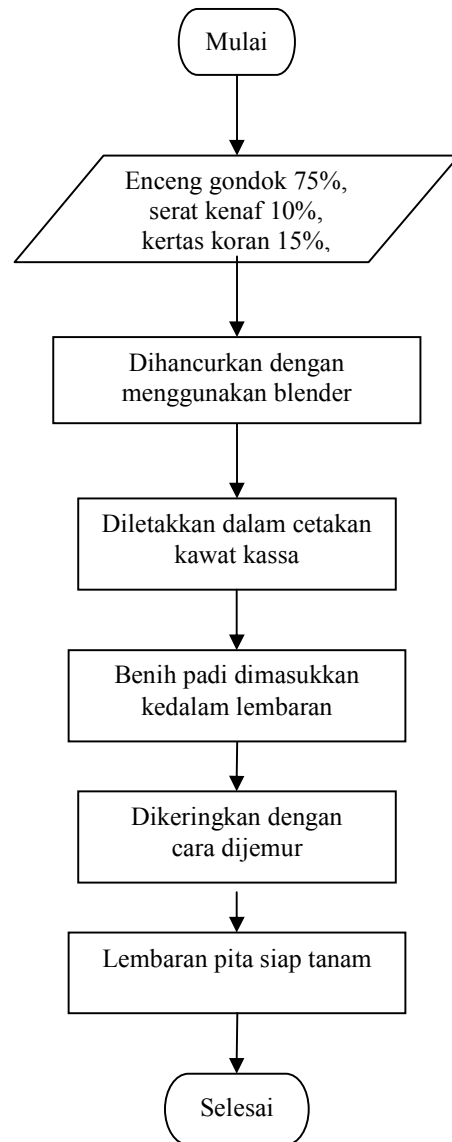 Mulai
Enceng gondok 75%,
serat kenaf 10%,
kertas koran 15%,
Dihancurkan dengan
menggunakan blender
Diletakkan dalam cetakan
kawat kassa
Benih padi dimasukkan
kedalam lembaran
Dikeringkan dengan
cara dijemur
Lembaran pita siap tanam
Selesai